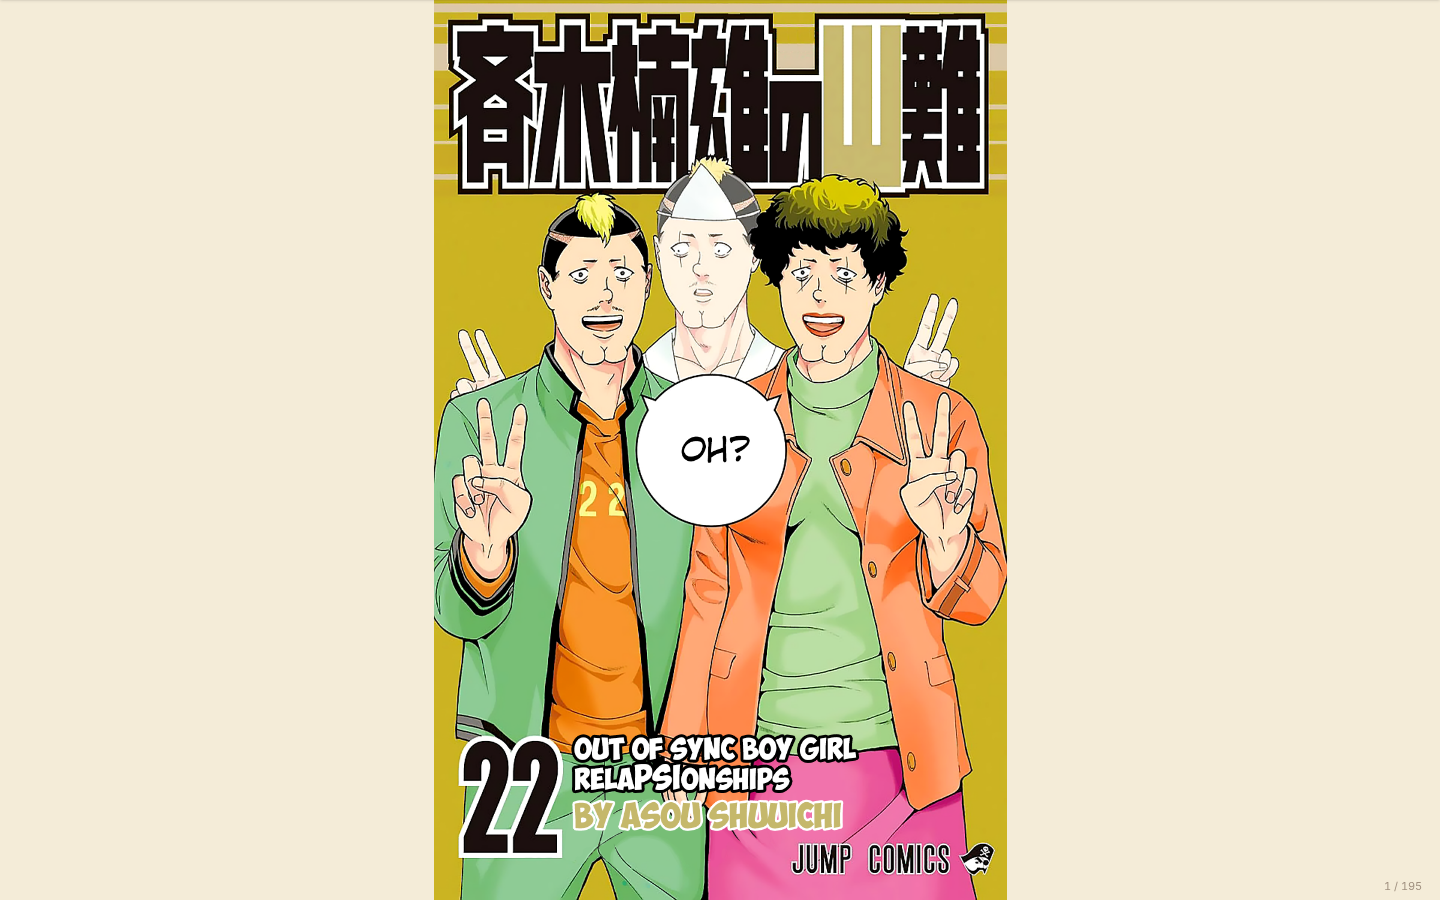 斉木楠雄のΨ難
OH?
22
22
OUT OF SYNC BOY GIRL
RELAPSIONSHIPS
BY ASOU SHUUICHI
JUMP COMICS
1 / 195